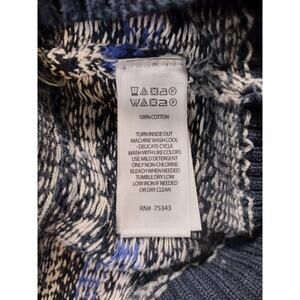 100% COTTON
TURN INSIDE OUT
MACHINE WASH COOL
DELICATE CYCLE
WASH WITH LIKE COLORS
USE MILD DETERGENT
ONLY NON-CHLORINE
BLEACH WHEN NEEDED
TUMBLE DRY LOW
LOW IRON IF NEEDED
OR DRY CLEAN
RN# 75343